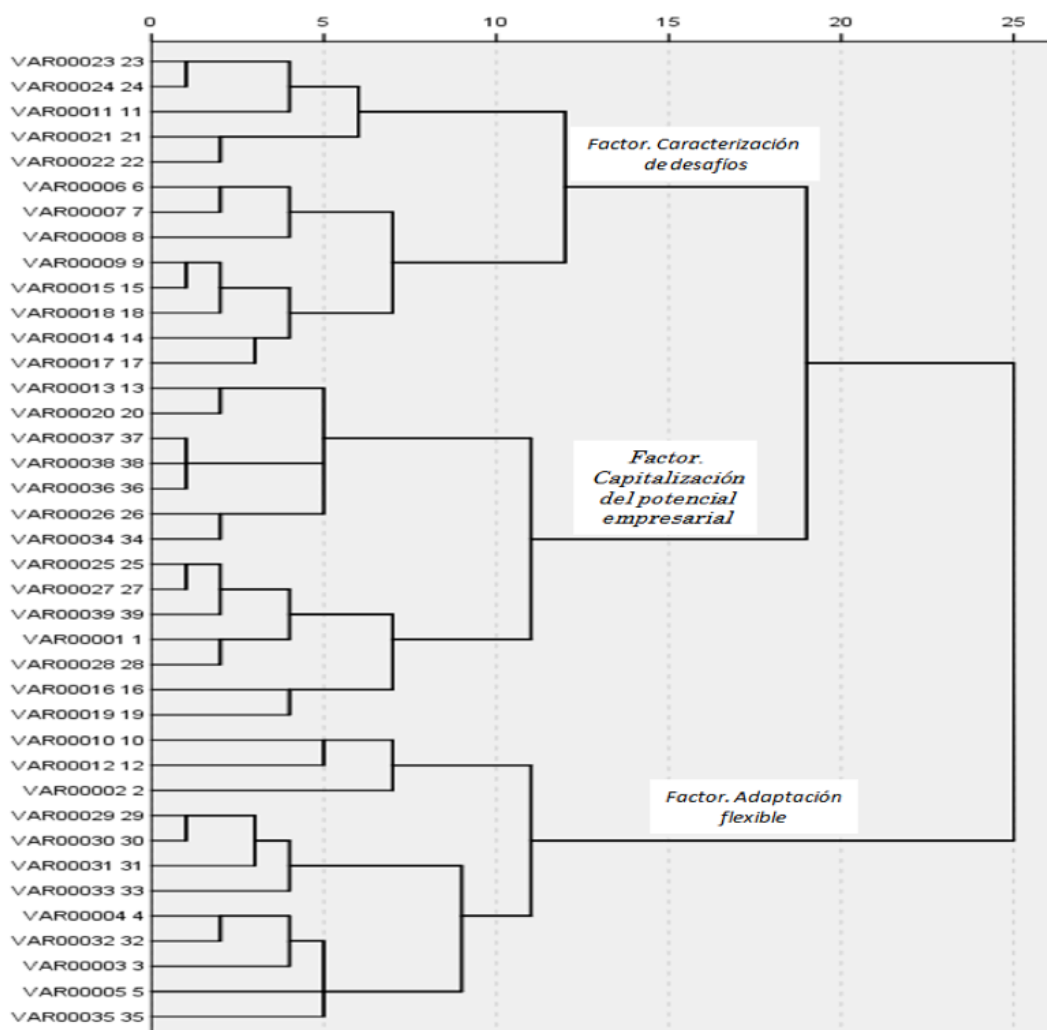 0 5 10 15 20 25
VAR00023 23
VAR00024 24
VAR00011 11
VAR00021 21
VAR00022 22
VAR00006 6
VAR00007 7
VAR00008 8
VAR00009 9
VAR00015 15
VAR00018 18
VAR00014 14
VAR00017 17
VAR00013 13
VAR00020 20
VAR00037 37
VAR00038 38
VAR00036 36
VAR00026 26
VAR00034 34
VAR00025 25
VAR00027 27
VAR00039 39
VAR00001 1
VAR00028 28
VAR00016 16
VAR00019 19
VAR00010 10
VAR00012 12
VAR00002 2
VAR00029 29
VAR00030 30
VAR00031 31
VAR00033 33
VAR00004 4
VAR00032 32
VAR00003 3
VAR00005 5
VAR00035 35
Factor. Caracterización
de desafíos
Factor.
Capitalización
del potencial
empresarial
Factor. Adaptación
flexible